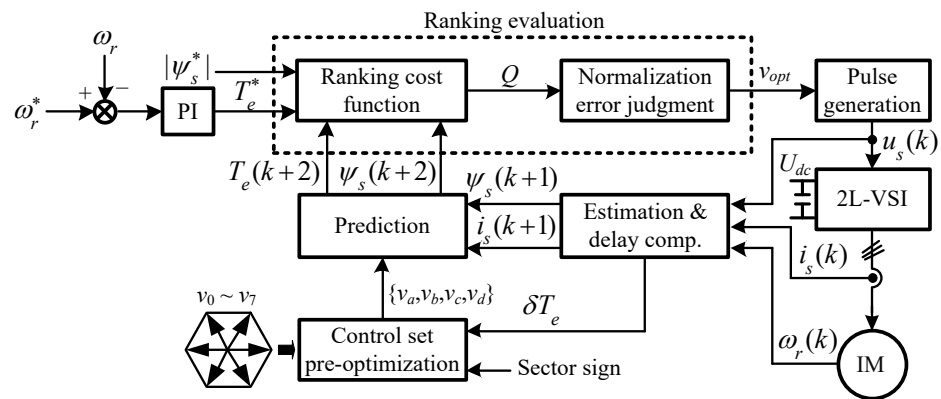 Ranking evaluation
ω_r
|ψ_s^*|
Ranking cost
function
Q
Normalization
error judgment
v_opt
Pulse
generation
ω_r^*
+
−
PI
T_e^*
u_s(k)
T_e(k+2)
ψ_s(k+2)
ψ_s(k+1)
U_dc
2L-VSI
Prediction
i_s(k+1)
Estimation &
delay comp.
i_s(k)
v_0 ~ v_7
{v_a,v_b,v_c,v_d}
δT_e
Control set
pre-optimization
ω_r(k)
IM
Sector sign